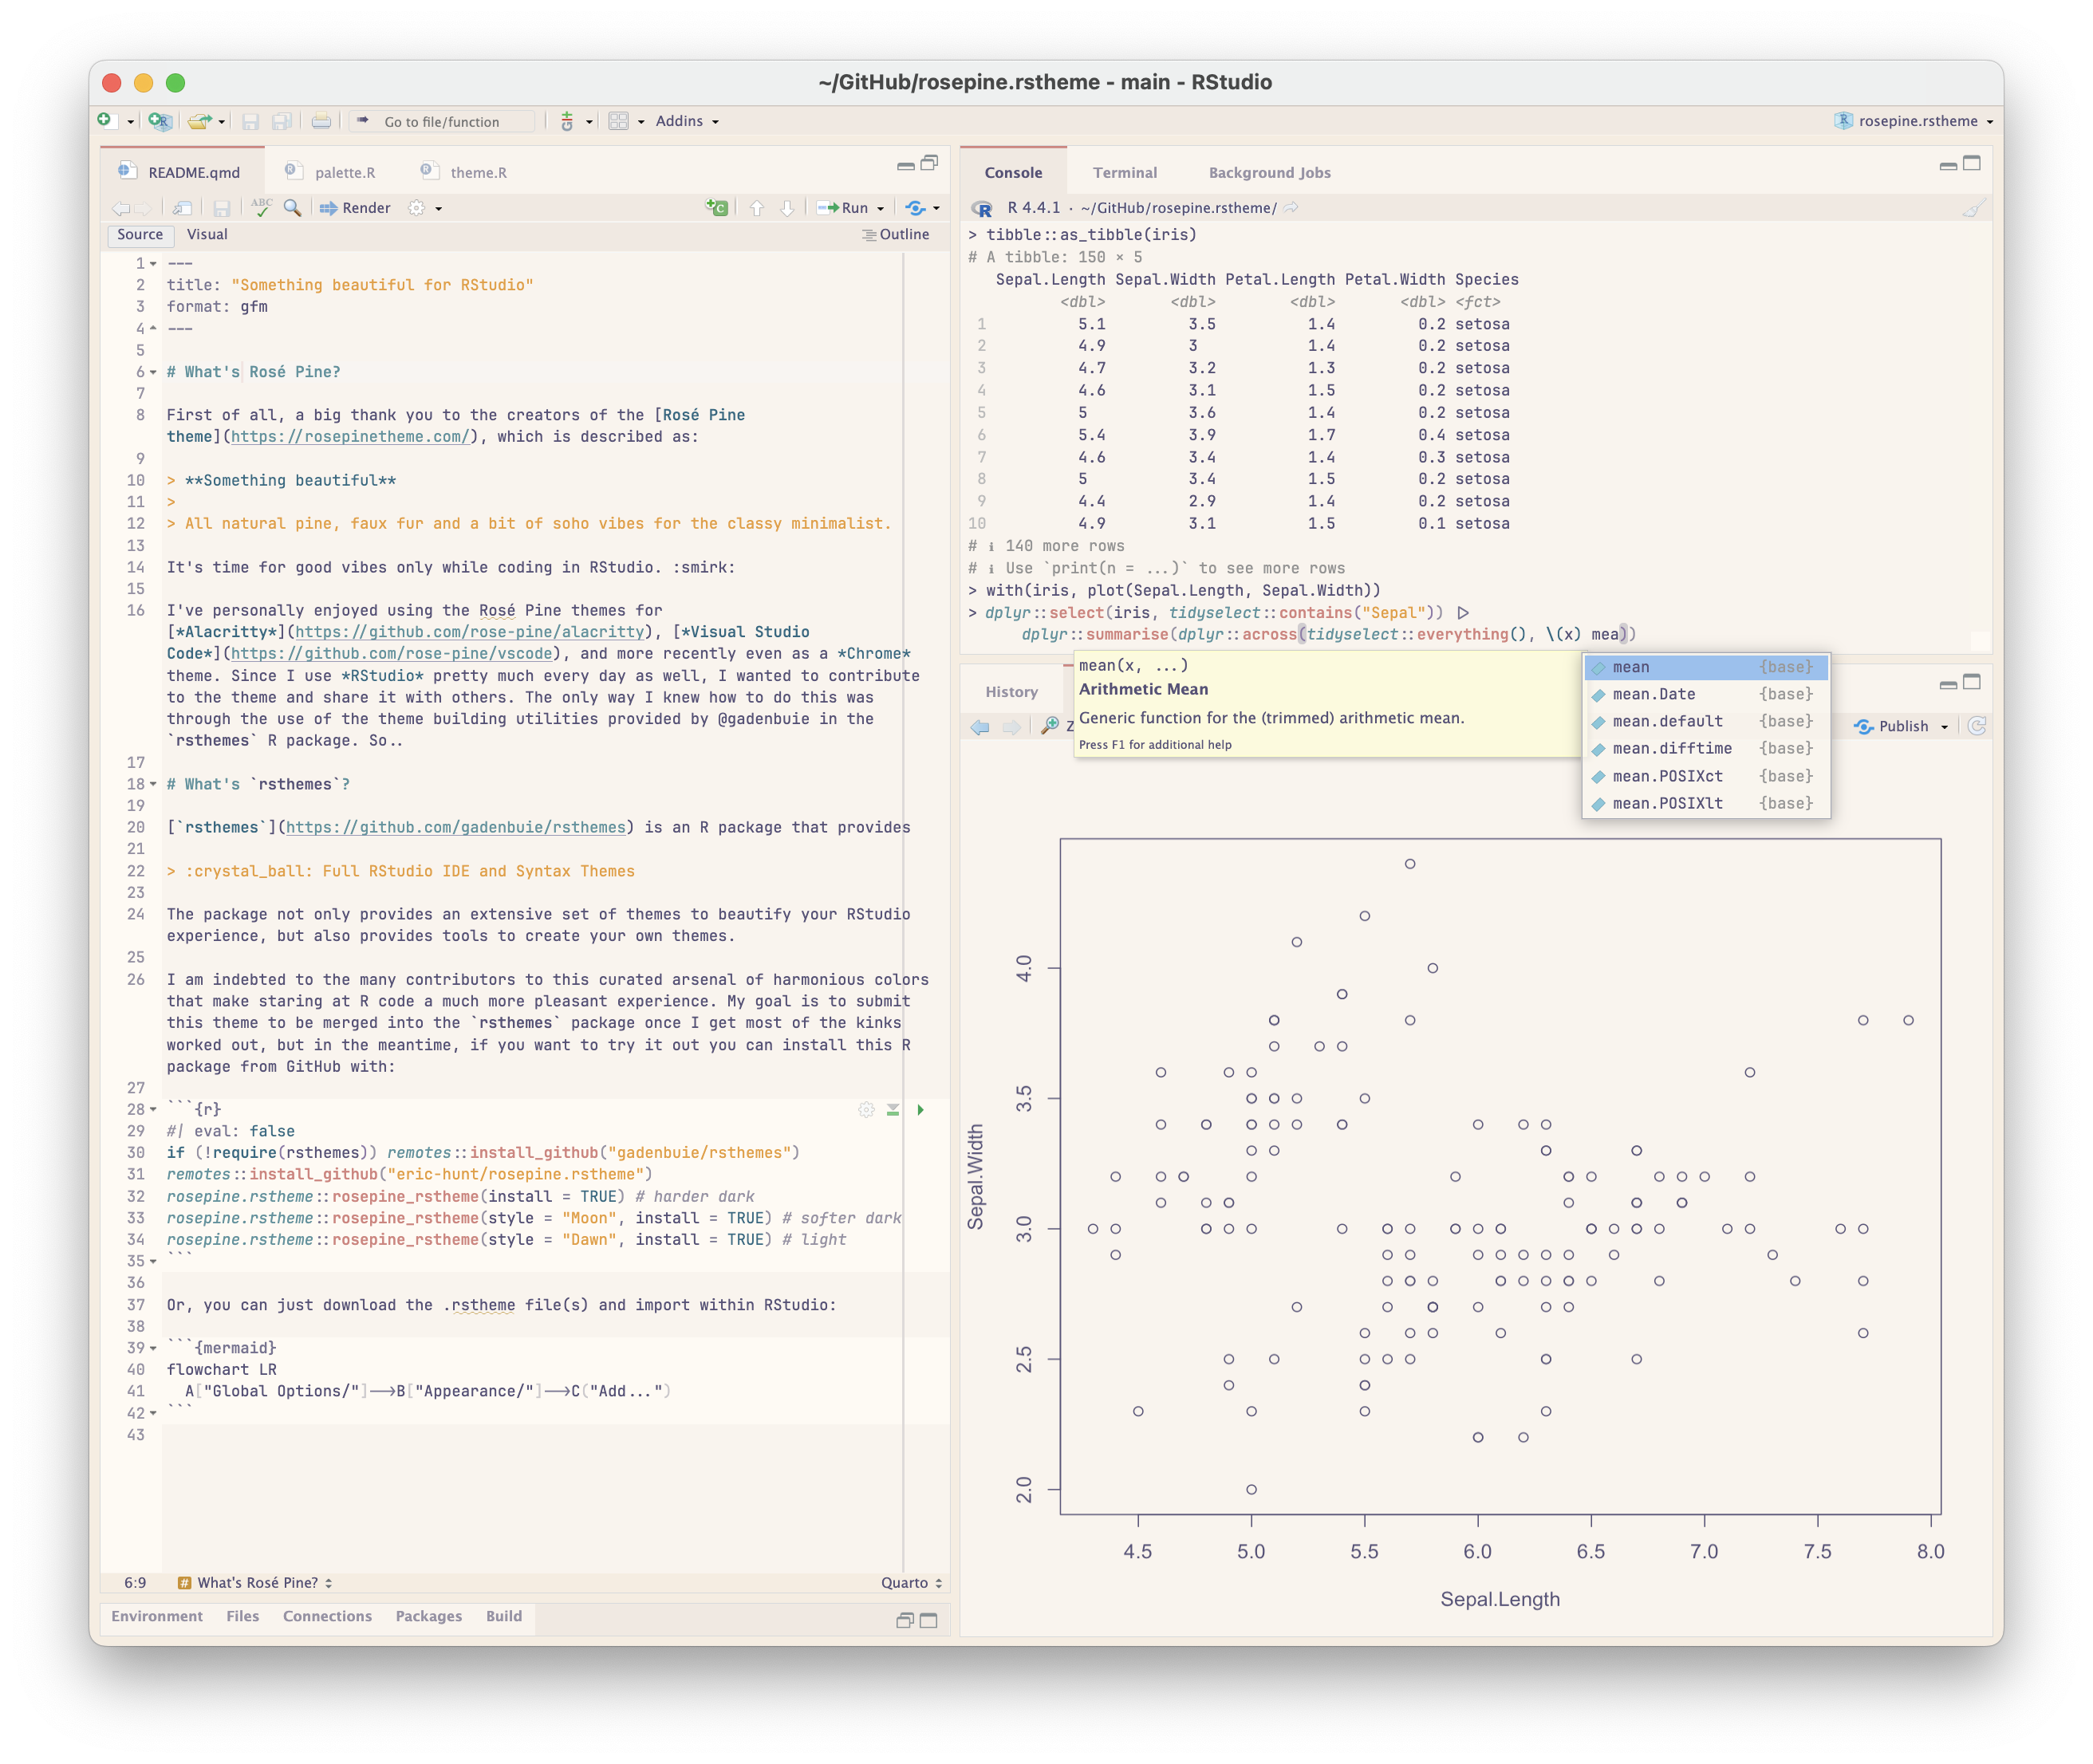 ~/GitHub/rosepine.rstheme - main - RStudio
Go to file/function
Git
Addins
rosepine.rstheme
README.qmd
palette.R
theme.R
ABC
Render
Run
Source
Visual
Outline
1 ---
2 title: "Something beautiful for RStudio"
3 format: gfm
4 ---
5
6 # What's Rosé Pine?
7
8 First of all, a big thank you to the creators of the [Rosé Pine
theme](https://rosepinetheme.com/), which is described as:
9
10 > **Something beautiful**
11 >
12 > All natural pine, faux fur and a bit of soho vibes for the classy minimalist.
13
14 It's time for good vibes only while coding in RStudio. :smirk:
15
16 I've personally enjoyed using the Rosé Pine themes for
[*Alacritty*](https://github.com/rose-pine/alacritty), [*Visual Studio
Code*](https://github.com/rose-pine/vscode), and more recently even as a *Chrome*
theme. Since I use *RStudio* pretty much every day as well, I wanted to contribute
to the theme and share it with others. The only way I knew how to do this was
through the use of the theme building utilities provided by @gadenbuie in the
`rsthemes` R package. So..
17
18 # What's `rsthemes`?
19
20 [`rsthemes`](https://github.com/gadenbuie/rsthemes) is an R package that provides
21
22 > :crystal_ball: Full RStudio IDE and Syntax Themes
23
24 The package not only provides an extensive set of themes to beautify your RStudio
experience, but also provides tools to create your own themes.
25
26 I am indebted to the many contributors to this curated arsenal of harmonious colors
that make staring at R code a much more pleasant experience. My goal is to submit
this theme to be merged into the `rsthemes` package once I get most of the kinks
worked out, but in the meantime, if you want to try it out you can install this R
package from GitHub with:
27
28 ```{r}
29 #| eval: false
30 if (!require(rsthemes)) remotes::install_github("gadenbuie/rsthemes")
31 remotes::install_github("eric-hunt/rosepine.rstheme")
32 rosepine.rstheme::rosepine_rstheme(install = TRUE) # harder dark
33 rosepine.rstheme::rosepine_rstheme(style = "Moon", install = TRUE) # softer dark
34 rosepine.rstheme::rosepine_rstheme(style = "Dawn", install = TRUE) # light
35 ```
36
37 Or, you can just download the .rstheme file(s) and import within RStudio:
38
39 ```{mermaid}
40 flowchart LR
41 A["Global Options/"]-->B["Appearance/"]-->C("Add...")
42 ```
43
6:9
# What's Rosé Pine?
Quarto
Environment
Files
Connections
Packages
Build
Console
Terminal
Background Jobs
R 4.4.1 · ~/GitHub/rosepine.rstheme/
> tibble::as_tibble(iris)
# A tibble: 150 × 5
Sepal.Length Sepal.Width Petal.Length Petal.Width Species
<dbl> <dbl> <dbl> <dbl> <fct>
1 5.1 3.5 1.4 0.2 setosa
2 4.9 3 1.4 0.2 setosa
3 4.7 3.2 1.3 0.2 setosa
4 4.6 3.1 1.5 0.2 setosa
5 5 3.6 1.4 0.2 setosa
6 5.4 3.9 1.7 0.4 setosa
7 4.6 3.4 1.4 0.3 setosa
8 5 3.4 1.5 0.2 setosa
9 4.4 2.9 1.4 0.2 setosa
10 4.9 3.1 1.5 0.1 setosa
# ℹ 140 more rows
# ℹ Use `print(n = ...)` to see more rows
> with(iris, plot(Sepal.Length, Sepal.Width))
> dplyr::select(iris, tidyselect::contains("Sepal")) |>
dplyr::summarise(dplyr::across(tidyselect::everything(), \(x) mea))
mean(x, ...)
Arithmetic Mean
Generic function for the (trimmed) arithmetic mean.
Press F1 for additional help
mean {base}
mean.Date {base}
mean.default {base}
mean.difftime {base}
mean.POSIXct {base}
mean.POSIXlt {base}
History
Z
Publish
Sepal.Width
4.0
3.5
3.0
2.5
2.0
4.5 5.0 5.5 6.0 6.5 7.0 7.5 8.0
Sepal.Length